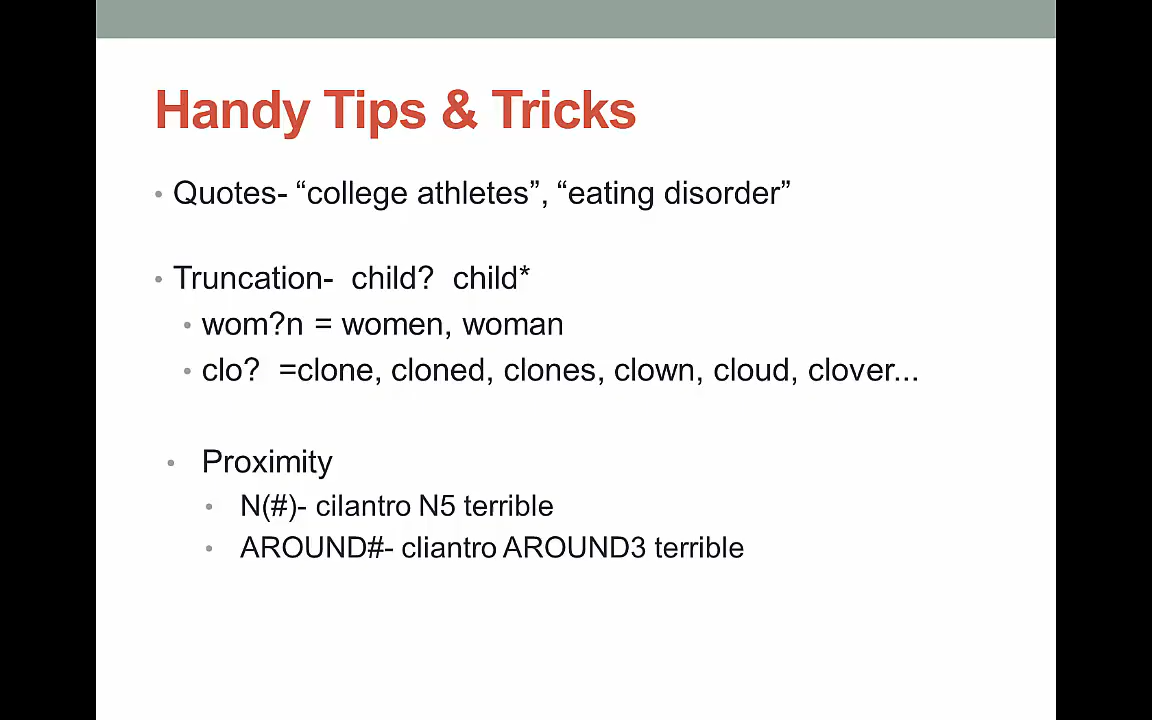 Handy Tips & Tricks
• Quotes- “college athletes”, “eating disorder”
• Truncation- child? child*
• wom?n = women, woman
• clo? =clone, cloned, clones, clown, cloud, clover...
• Proximity
• N(#)- cilantro N5 terrible
• AROUND#- cliantro AROUND3 terrible